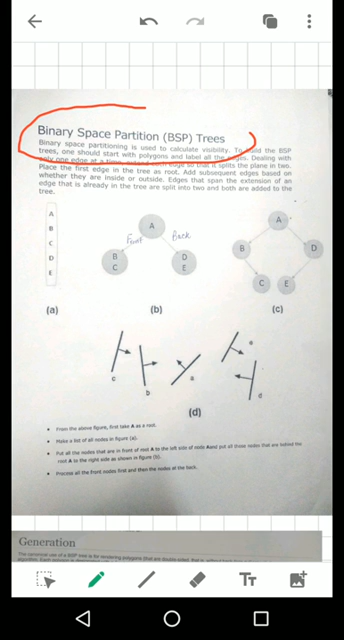 Binary Space Partition (BSP) Trees
Binary space partitioning is used to calculate visibility. To build the BSP
trees, one should start with polygons and label all the edges. Dealing with
only one edge at a time, extend each edge so that it splits the plane in two.
Place the first edge in the tree as root. Add subsequent edges based on
whether they are inside or outside. Edges that span the extension of an
edge that is already in the tree are split into two and both are added to the
tree.
A
B
C
D
E
A
Front Back
B
C
D
E
A
B D
C E
(a) (b) (c)
c b a e d
(d)
• From the above figure, first take A as a root.
• Make a list of all nodes in figure (a).
• Put all the nodes that are in front of root A to the left side of node A and put all those nodes that are behind the
root A to the right side as shown in figure (b).
• Process all the front nodes first and then the nodes at the back.
Generation
TT